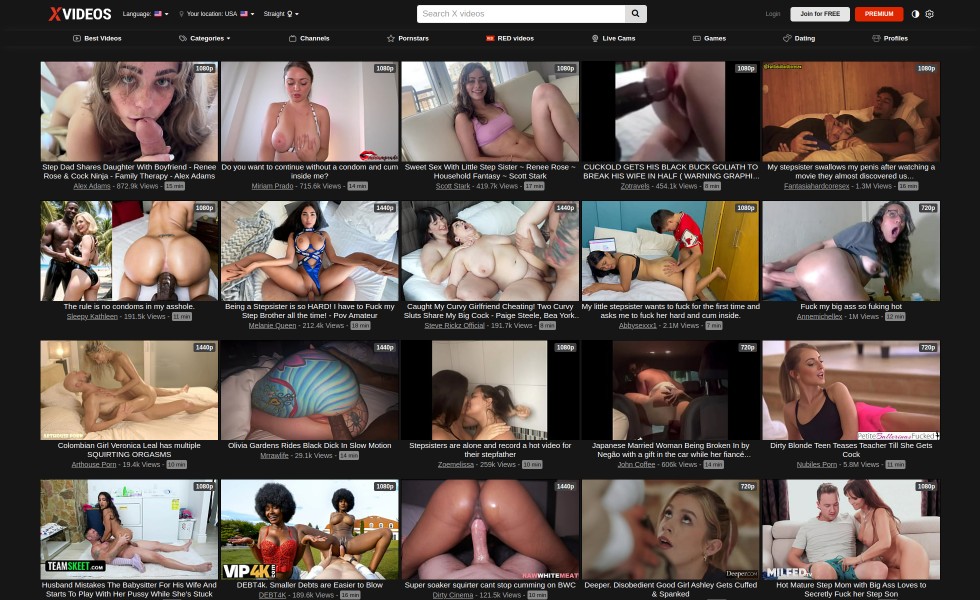 XVIDEOS
Language:
Your location: USA
Straight
Search X videos
Login
Join for FREE
PREMIUM
Best Videos
Categories
Channels
Pornstars
RED videos
Live Cams
Games
Dating
Profiles
1080p
1080p
1080p
1080p
1080p
Step Dad Shares Daughter With Boyfriend - Renee
Rose & Cock Ninja - Family Therapy - Alex Adams
Alex Adams - 872.9k Views - 15 min
Do you want to continue without a condom and cum
inside me?
Miriam Prado - 715.6k Views - 14 min
Sweet Sex With Little Step Sister ~ Renee Rose ~
Household Fantasy ~ Scott Stark
Scott Stark - 419.7k Views - 17 min
CUCKOLD GETS HIS BLACK BUCK GOLIATH TO
BREAK HIS WIFE IN HALF ( WARNING GRAPHI...
Zotravels - 454.1k Views - 8 min
My stepsister swallows my penis after watching a
movie they almost discovered us...
Fantasiahardcoresex - 1.3M Views - 16 min
1080p
1440p
1440p
1080p
720p
The rule is no condoms in my asshole.
Sleepy Kathleen - 191.5k Views - 11 min
Being a Stepsister is so HARD! I have to Fuck my
Step Brother all the time! - Pov Amateur
Melanie Queen - 212.4k Views - 18 min
Caught My Curvy Girlfriend Cheating! Two Curvy
Sluts Share My Big Cock - Paige Steele, Bea York..
Steve Rickz Official - 191.7k Views - 8 min
My little stepsister wants to fuck for the first time and
asks me to fuck her hard and cum inside.
Abbysexxx1 - 2.1M Views - 7 min
Fuck my big ass so fuking hot
Annemichellex - 1M Views - 12 min
1440p
1440p
1080p
720p
720p
Colombian Girl Veronica Leal has multiple
SQUIRTING ORGASMS
Arthouse Porn - 19.4k Views - 10 min
Olivia Gardens Rides Black Dick In Slow Motion
Mrrawlife - 29.1k Views - 14 min
Stepsisters are alone and record a hot video for
their stepfather
Zoemelissa - 259k Views - 10 min
Japanese Married Woman Being Broken In by
Negão with a gift in the car while her fiancé...
John Coffee - 606k Views - 14 min
Dirty Blonde Teen Teases Teacher Till She Gets
Cock
Nubiles Porn - 5.8M Views - 11 min
1080p
1080p
1440p
720p
1080p
TEAMSKEET.COM
VIP4K.com
RAWWHITEMEAT
Deeper.com
MILFED
Husband Mistakes The Babysitter For His Wife And
Starts To Play With Her Pussy While She's Stuck
DEBT4k. Smaller Debts are Easier to Blow
DEBT4K - 189.6k Views - 16 min
Super soaker squirter cant stop cumming on BWC
Dirty Cinema - 121.5k Views - 10 min
Deeper. Disobedient Good Girl Ashley Gets Cuffed
& Spanked
Hot Mature Step Mom with Big Ass Loves to
Secretly Fuck her Step Son